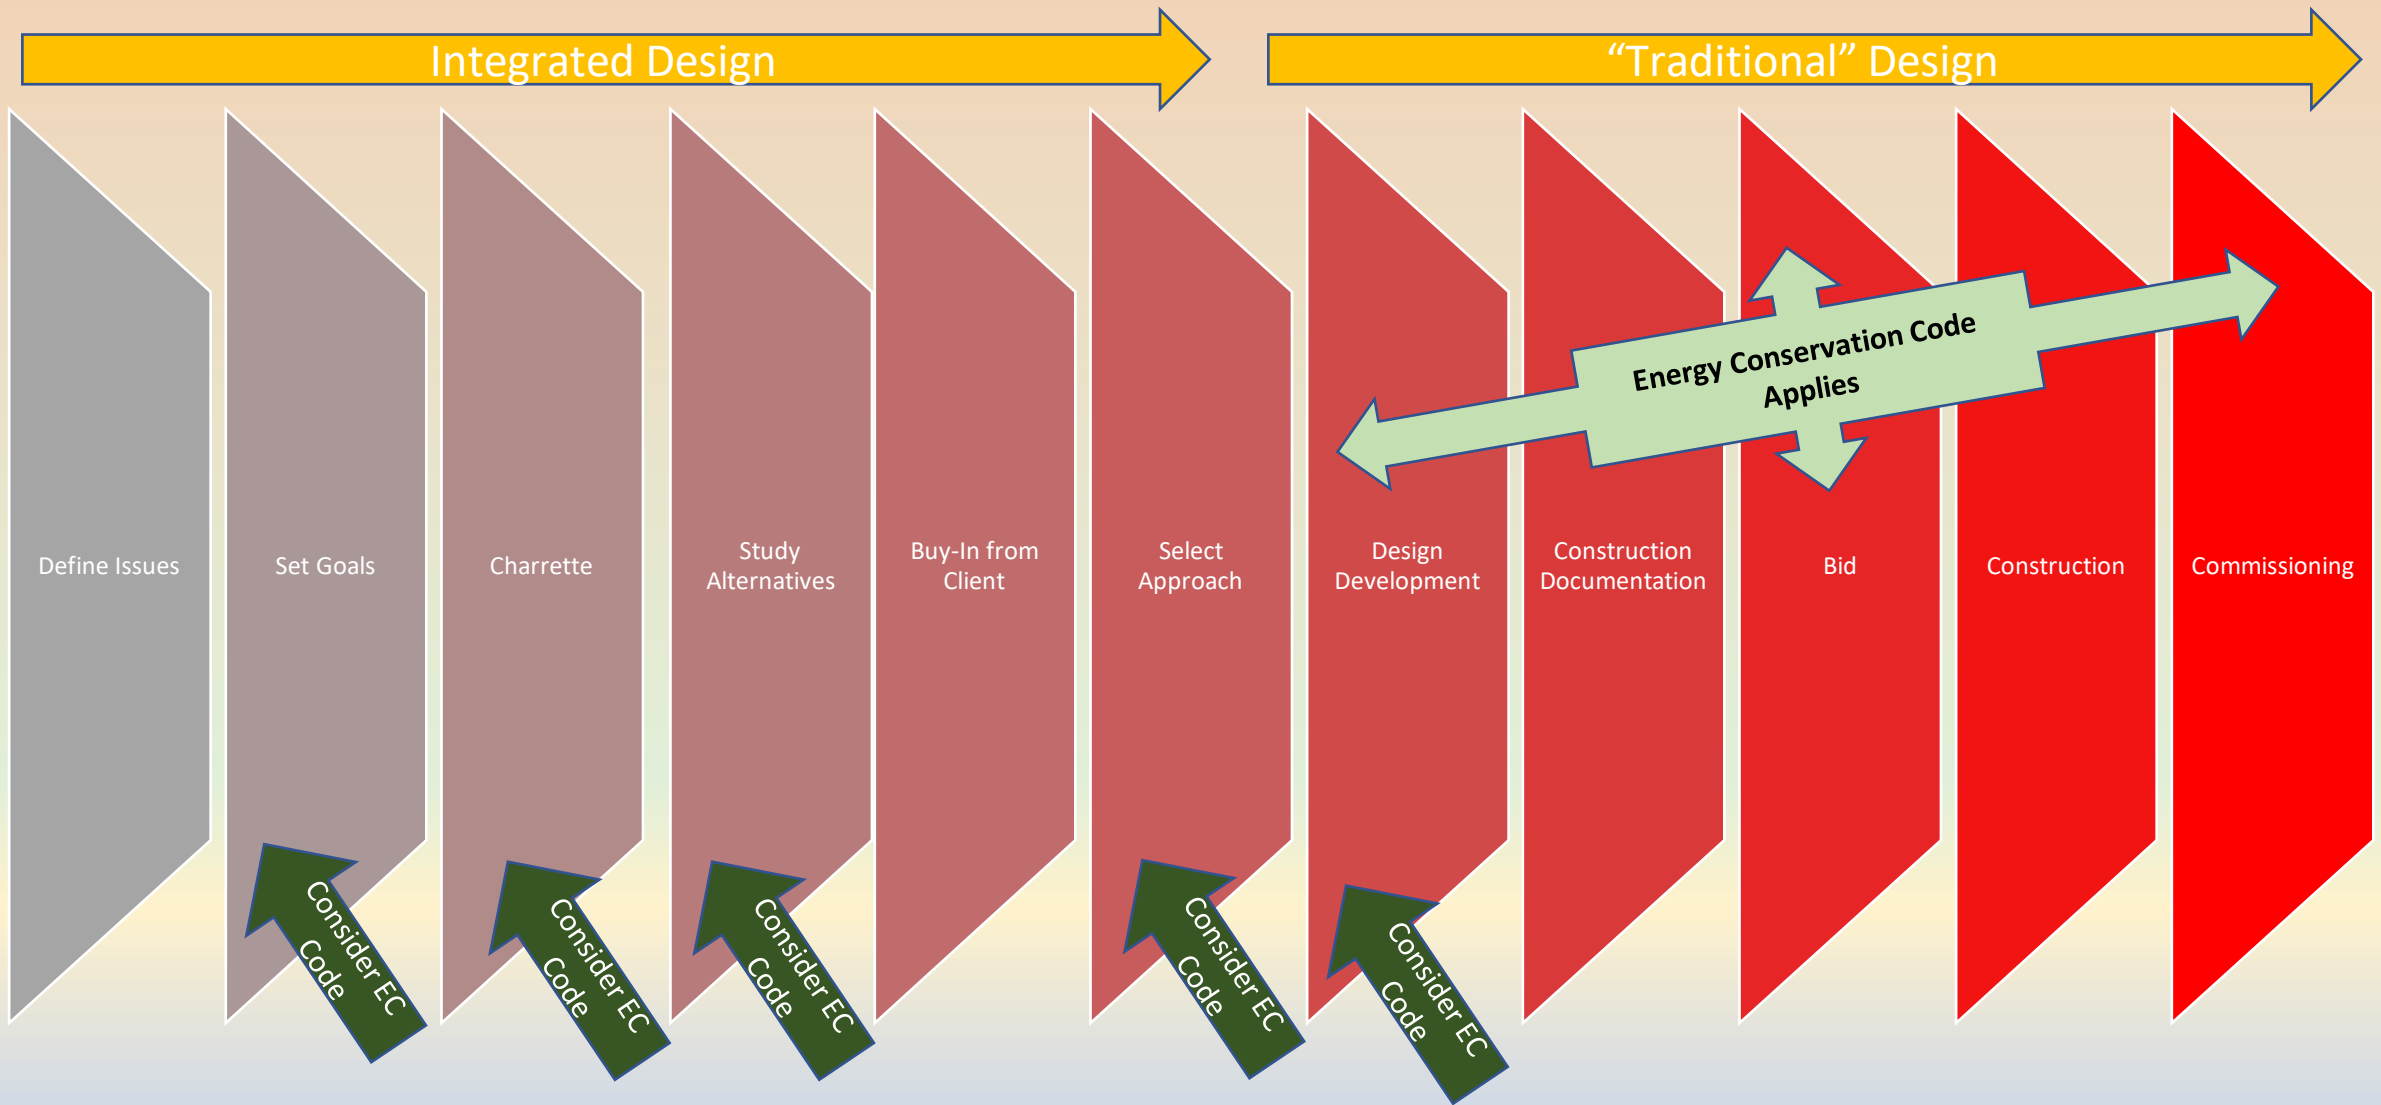 Integrated Design
“Traditional” Design
Energy Conservation Code
Applies
Define Issues
Set Goals
Charrette
Study
Alternatives
Buy-In from
Client
Select
Approach
Design
Development
Construction
Documentation
Bid
Construction
Commissioning
Consider EC
Code
Consider EC
Code
Consider EC
Code
Consider EC
Code
Consider EC
Code